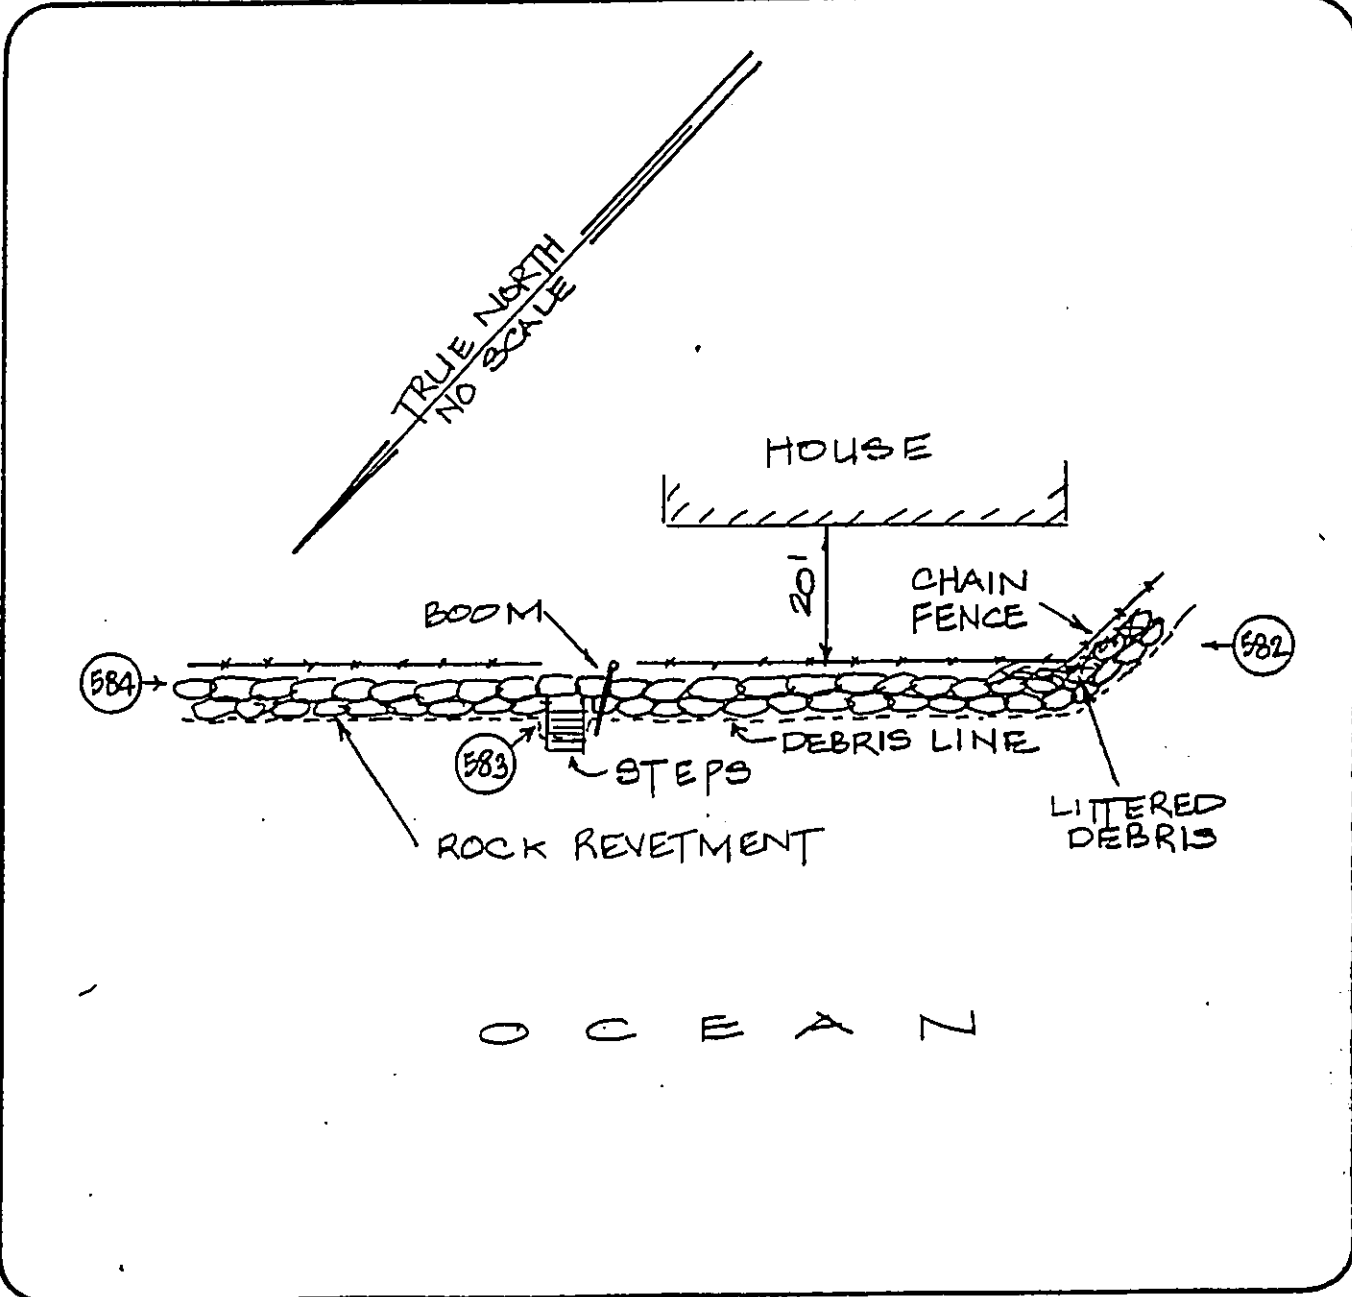 TRUE NORTH
NO SCALE
HOUSE
20'
CHAIN
FENCE
BOOM
582
584
583
DEBRIS LINE
STEPS
LITTERED
DEBRIS
ROCK REVETMENT
OCEAN